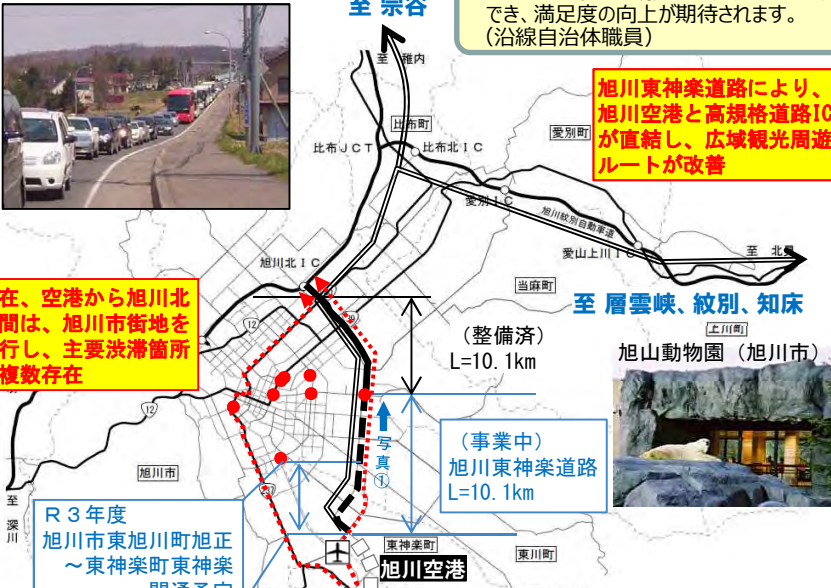 至 宗谷
でき、満足度の向上が期待されます。
(沿線自治体職員)
至 稚内
旭川東神楽道路により、
旭川空港と高規格道路IC
が直結し、広域観光周遊
ルートが改善
比布町
比布JCT
比布北IC
愛別町
愛別IC
旭川紋別自動車道
愛山上川IC
至 北見
旭川北IC
当麻町
至 層雲峡、紋別、知床
上川町
在、空港から旭川北
間は、旭川市街地を
行し、主要渋滞箇所
複数存在
12
39
(整備済)
L=10.1km
旭山動物園(旭川市)
12
写真①
(事業中)
旭川東神楽道路
L=10.1km
旭川市
至 深川
237
R3年度
旭川市東旭川町旭正
~東神楽町東神楽
開通予定
東神楽町
旭川空港
東川町